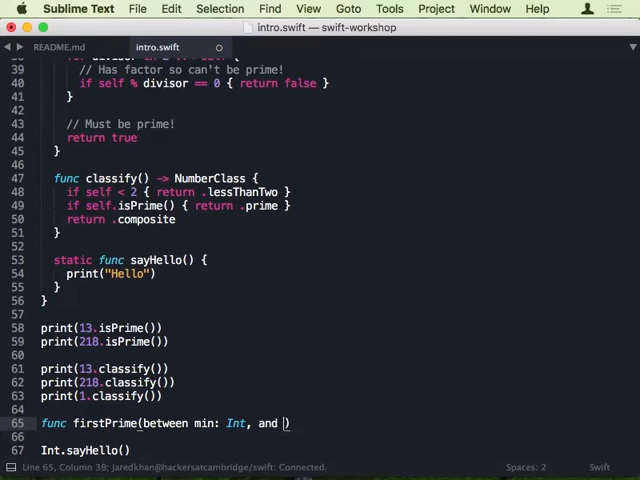 Sublime Text File Edit Selection Find View Goto Tools Project Window Help
intro.swift — swift-workshop
README.md intro.swift
39 // Has factor so can't be prime!
40 if self % divisor == 0 { return false }
41 }
42
43 // Must be prime!
44 return true
45 }
46
47 func classify() -> NumberClass {
48 if self < 2 { return .lessThanTwo }
49 if self.isPrime() { return .prime }
50 return .composite
51 }
52
53 static func sayHello() {
54 print("Hello")
55 }
56 }
57
58 print(13.isPrime())
59 print(218.isPrime())
60
61 print(13.classify())
62 print(218.classify())
63 print(1.classify())
64
65 func firstPrime(between min: Int, and )
66
67 Int.sayHello()
Line 65, Column 38; jaredkhan@hackersatcambridge/swift: Connected. Spaces: 2 Swift